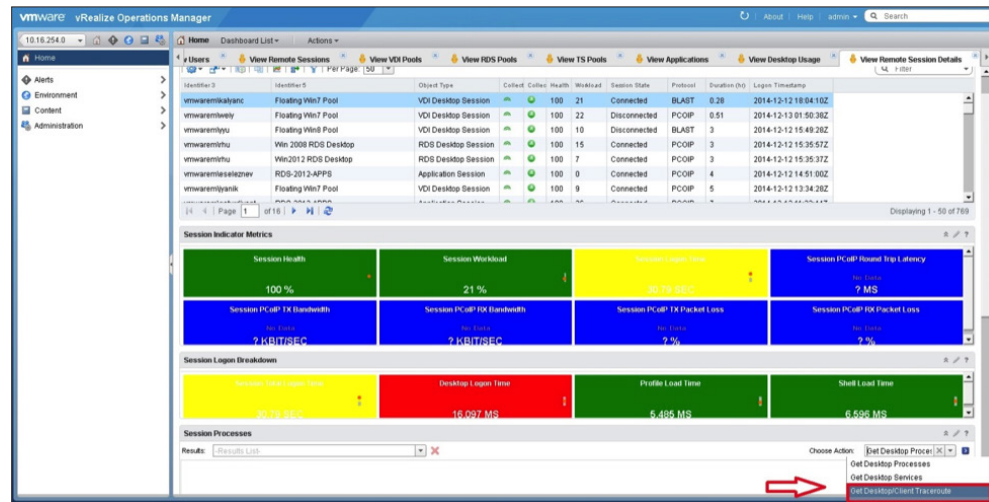 vmware vRealize Operations Manager
About Help admin Search
10.16.254.0 Home Dashboard List Actions
Home
View Remote Sessions View VDI Pools View RDS Pools View TS Pools View Applications View Desktop Usage View Remote Session Details
Per Page: 50 Filter
Alerts
Environment
Content
Administration
Identifier 3 Identifier 5 Object Type Collect Collec Health Workload Session State Protocol Duration (hr) Logon Timestamp
vmwarem\kalyanc Floating Win7 Pool VDI Desktop Session 100 21 Connected BLAST 0.28 2014-12-12 18:04:10Z
Floating Win7 Pool VDI Desktop Session 100 22 Disconnected PCOIP 0.51 2014-12-13 01:50:38Z
Floating Win8 Pool VDI Desktop Session 100 10 Disconnected BLAST 3 2014-12-12 15:49:28Z
Win 2008 RDS Desktop RDS Desktop Session 100 15 Connected PCOIP 3 2014-12-12 15:35:57Z
Win2012 RDS Desktop RDS Desktop Session 100 7 Connected PCOIP 3 2014-12-12 15:35:37Z
RDS-2012-APPS Application Session 100 0 Connected PCOIP 4 2014-12-12 14:51:00Z
Floating Win7 Pool VDI Desktop Session 100 9 Connected PCOIP 5 2014-12-12 13:34:28Z
Page 1 of 16 Displaying 1 - 50 of 769
Session Indicator Metrics
Session Health Session Workload Session Logon Time Session PCoIP Round Trip Latency
No Data
100 % 21 % 30.79 SEC ? MS
Session PCoIP TX Bandwidth Session PCoIP RX Bandwidth Session PCoIP TX Packet Loss Session PCoIP RX Packet Loss
No Data No Data No Data No Data
? KBIT/SEC ? KBIT/SEC ? % ? %
Session Logon Breakdown
Desktop Logon Time Profile Load Time Shell Load Time
30.79 SEC 16,097 MS 5,485 MS 6,596 MS
Session Processes
Results: -Results List- Choose Action: Get Desktop Proces
Get Desktop Processes
Get Desktop Services
Get Desktop/Client Traceroute